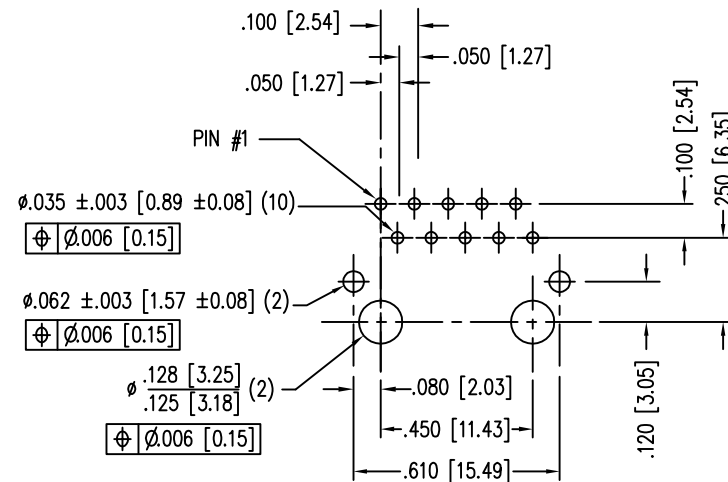 .100 [2.54]
.050 [1.27]
.050 [1.27]
PIN #1
.100 [2.54]
.250 [6.35]
ø.035 ±.003 [0.89 ±0.08] (10)
⌖ Ø.006 [0.15]
ø.062 ±.003 [1.57 ±0.08] (2)
⌖ Ø.006 [0.15]
ø .128 [3.25]
.125 [3.18] (2)
⌖ Ø.006 [0.15]
.080 [2.03]
.450 [11.43]
.610 [15.49]
.120 [3.05]